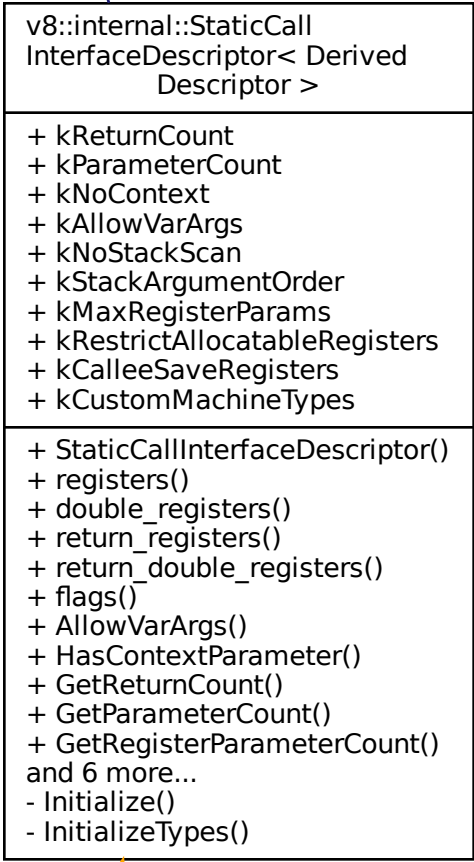 v8::internal::StaticCall
InterfaceDescriptor< Derived
Descriptor >
+ kReturnCount
+ kParameterCount
+ kNoContext
+ kAllowVarArgs
+ kNoStackScan
+ kStackArgumentOrder
+ kMaxRegisterParams
+ kRestrictAllocatableRegisters
+ kCalleeSaveRegisters
+ kCustomMachineTypes
+ StaticCallInterfaceDescriptor()
+ registers()
+ double_registers()
+ return_registers()
+ return_double_registers()
+ flags()
+ AllowVarArgs()
+ HasContextParameter()
+ GetReturnCount()
+ GetParameterCount()
+ GetRegisterParameterCount()
and 6 more...
- Initialize()
- InitializeTypes()